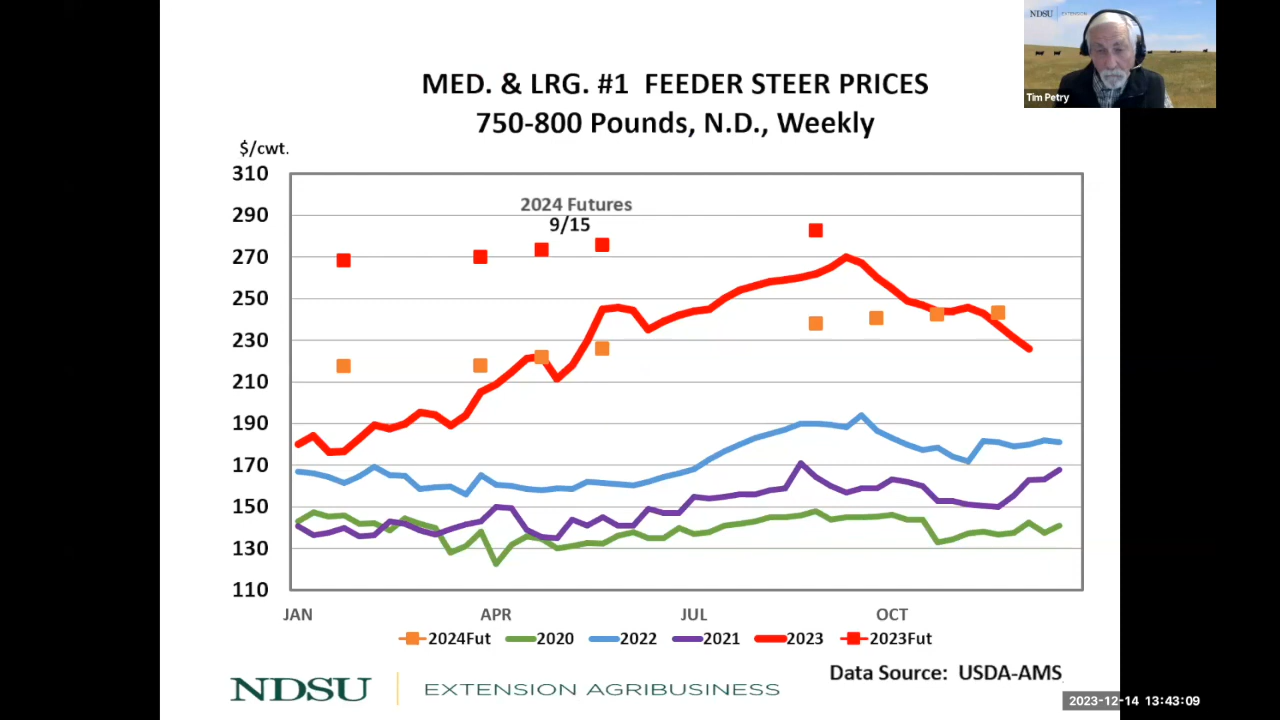 NDSU EXTENSION
Tim Petry
MED. & LRG. #1 FEEDER STEER PRICES
750-800 Pounds, N.D., Weekly
$/cwt.
310
290
270
250
230
210
190
170
150
130
110
2024 Futures
9/15
JAN APR JUL OCT
2024Fut 2020 2022 2021 2023 2023Fut
Data Source: USDA-AMS
NDSU EXTENSION AGRIBUSINESS
2023-12-14 13:43:09